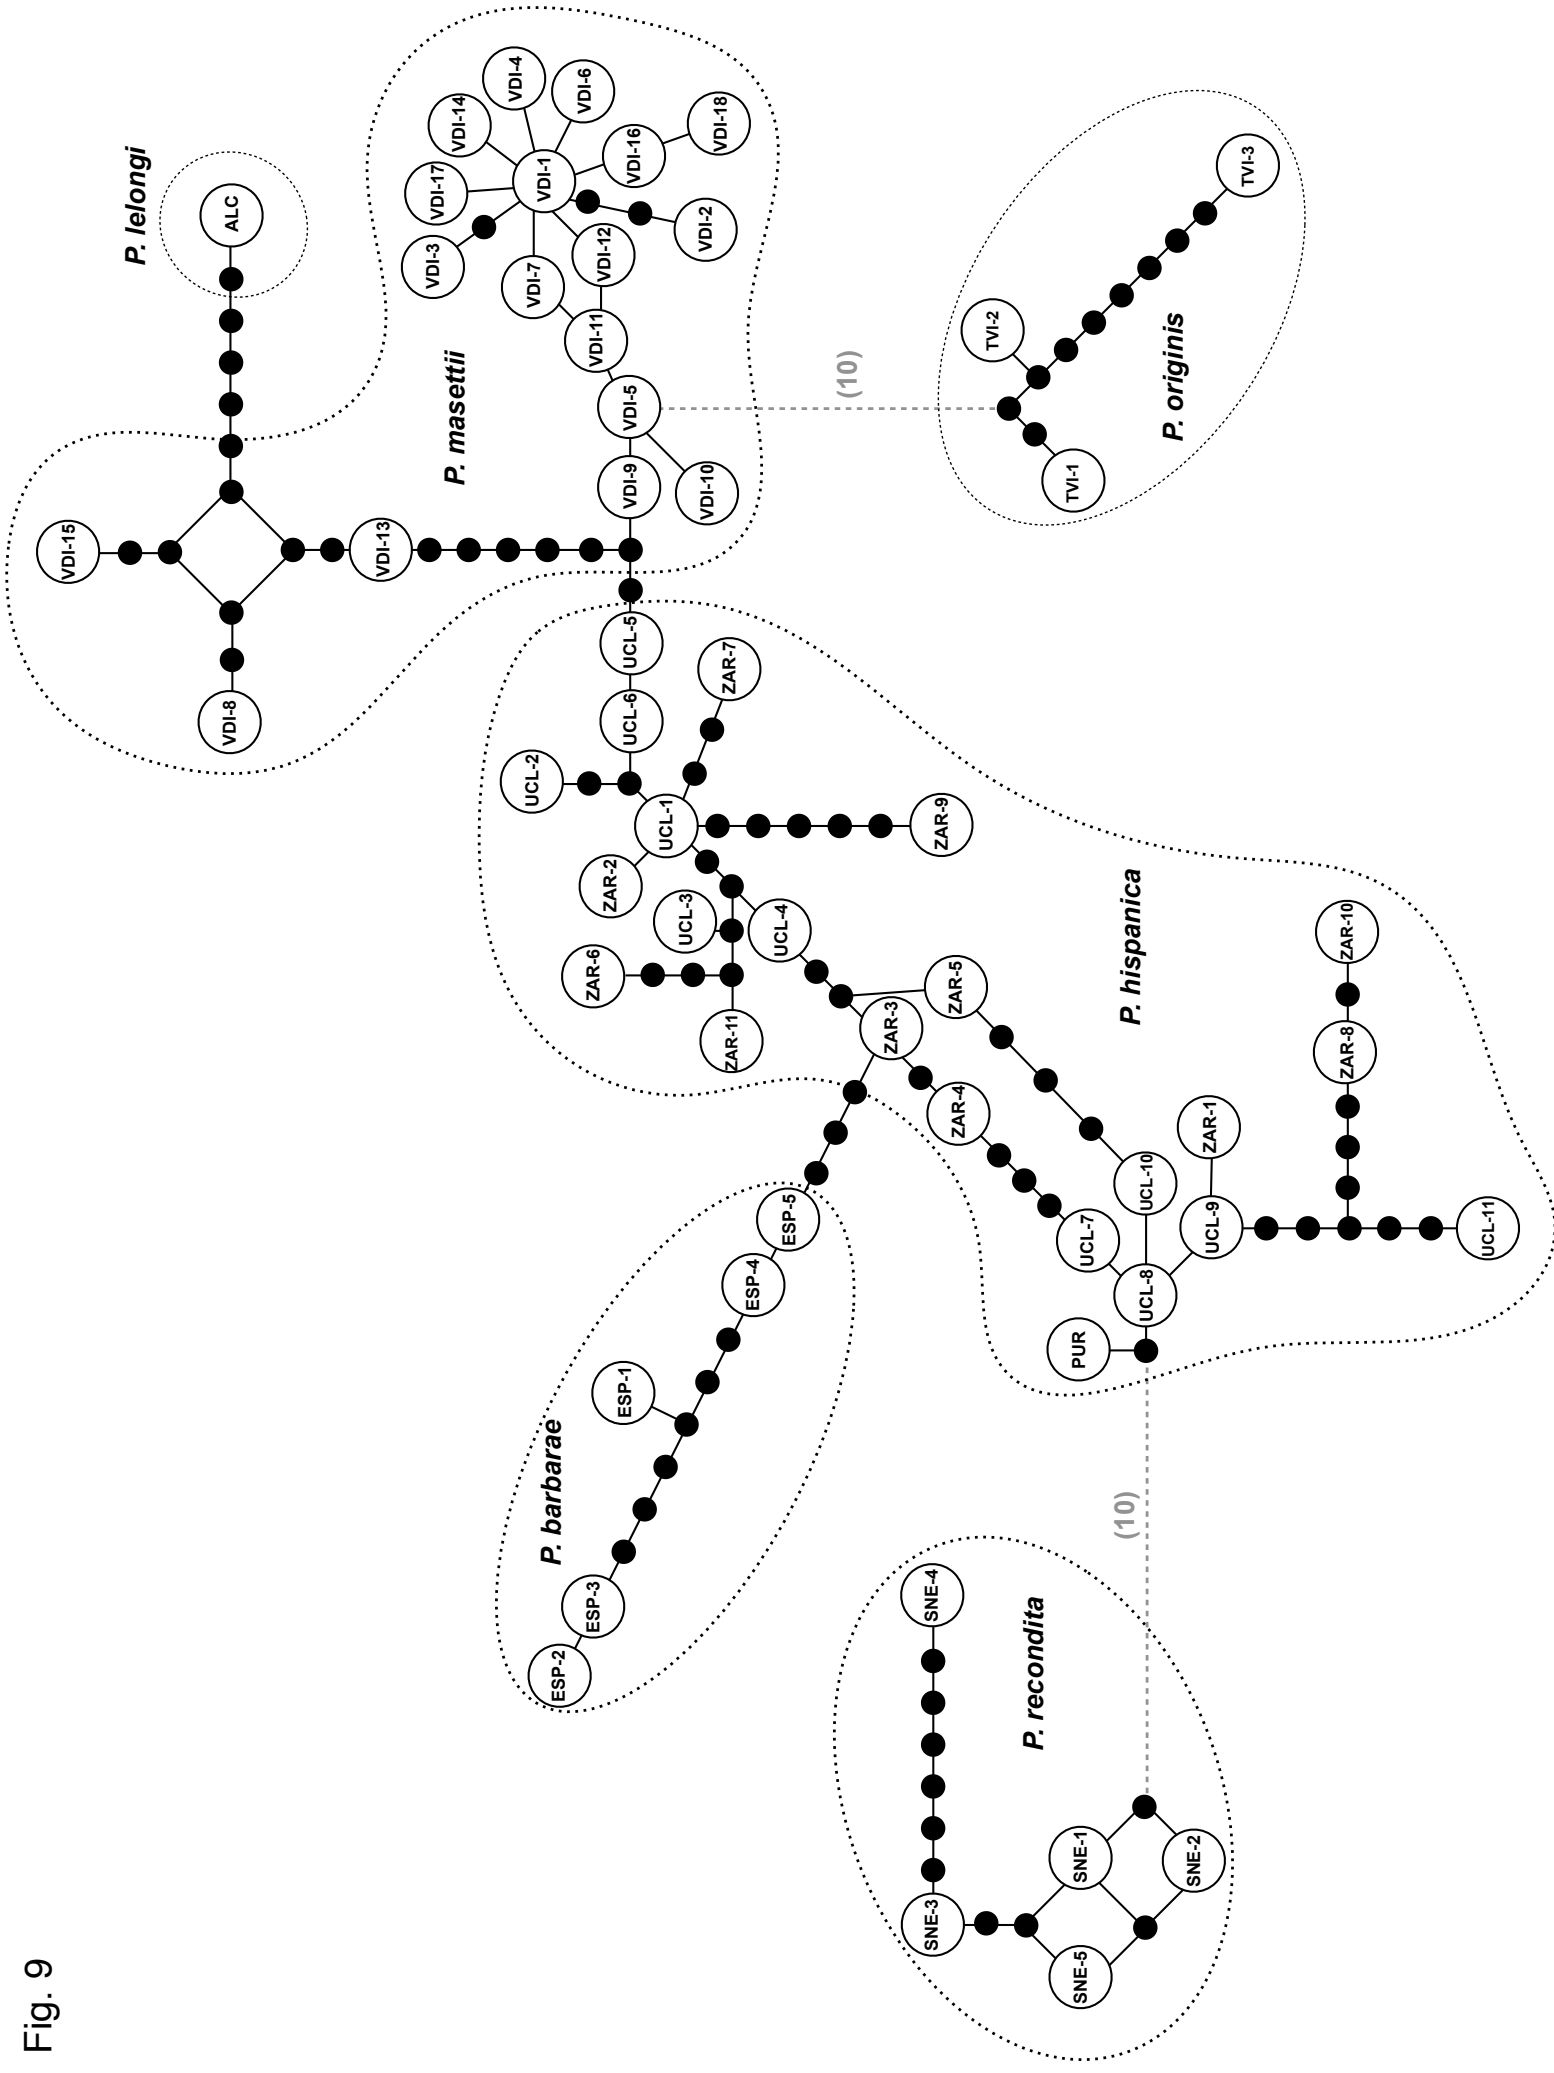 Fig. 9
VDI-15
P. lelongi
VDI-8
ALC
VDI-13
VDI-3
VDI-17
P. masettii
VDI-14
VDI-4
UCL-2
VDI-7
VDI-1
P. barbarae
ESP-2
VDI-6
ESP-3
ZAR-6
VDI-11
VDI-12
ZAR-2
ESP-1
UCL-6
UCL-5
VDI-9
VDI-5
VDI-16
UCL-1
UCL-3
VDI-10
VDI-2
VDI-18
ZAR-7
ZAR-11
ESP-4
UCL-4
ESP-5
(10)
ZAR-3
SNE-3
SNE-4
ZAR-9
ZAR-5
ZAR-4
TVI-2
P. recondita
TVI-1
PUR
SNE-5
SNE-1
UCL-7
(10)
P. hispanica
UCL-8
UCL-10
P. originis
SNE-2
UCL-9
ZAR-1
TVI-3
ZAR-8
ZAR-10
UCL-11